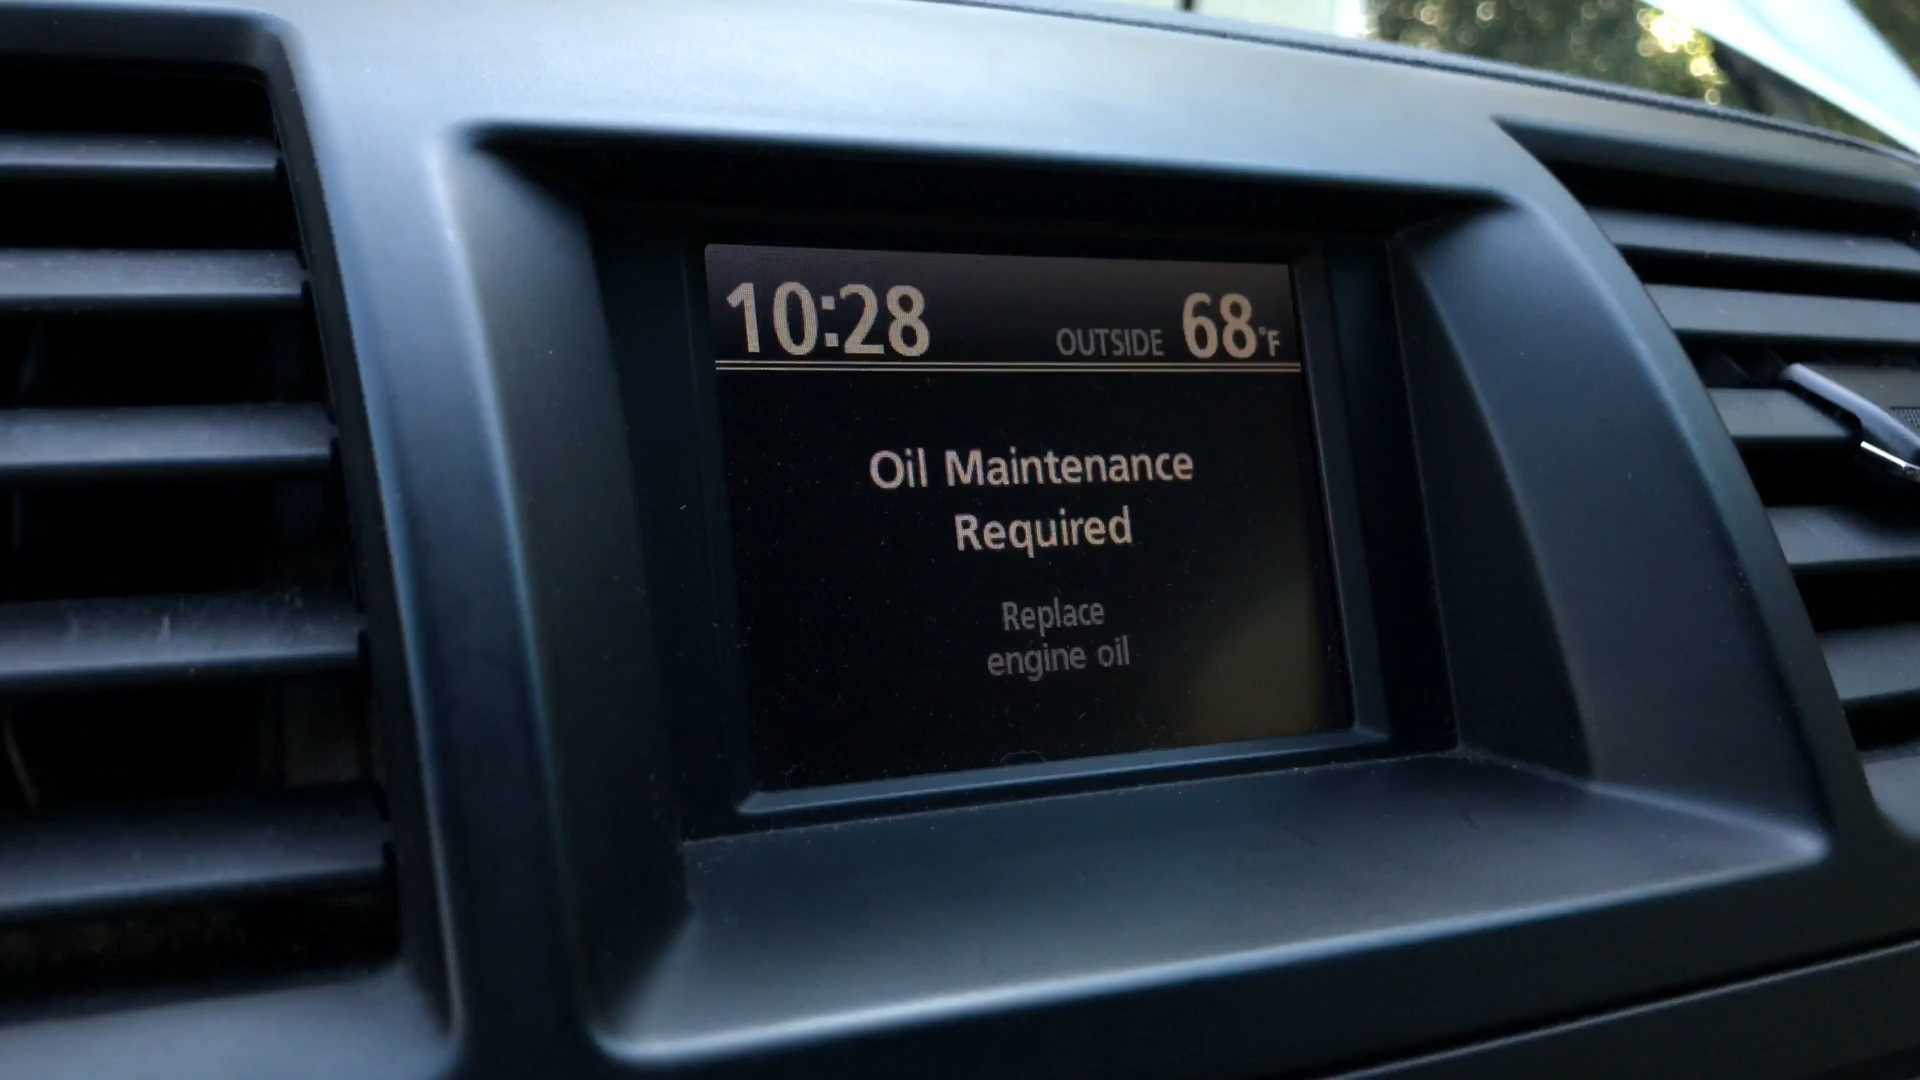 10:28 OUTSIDE 68°F
Oil Maintenance
Required
Replace
engine oil